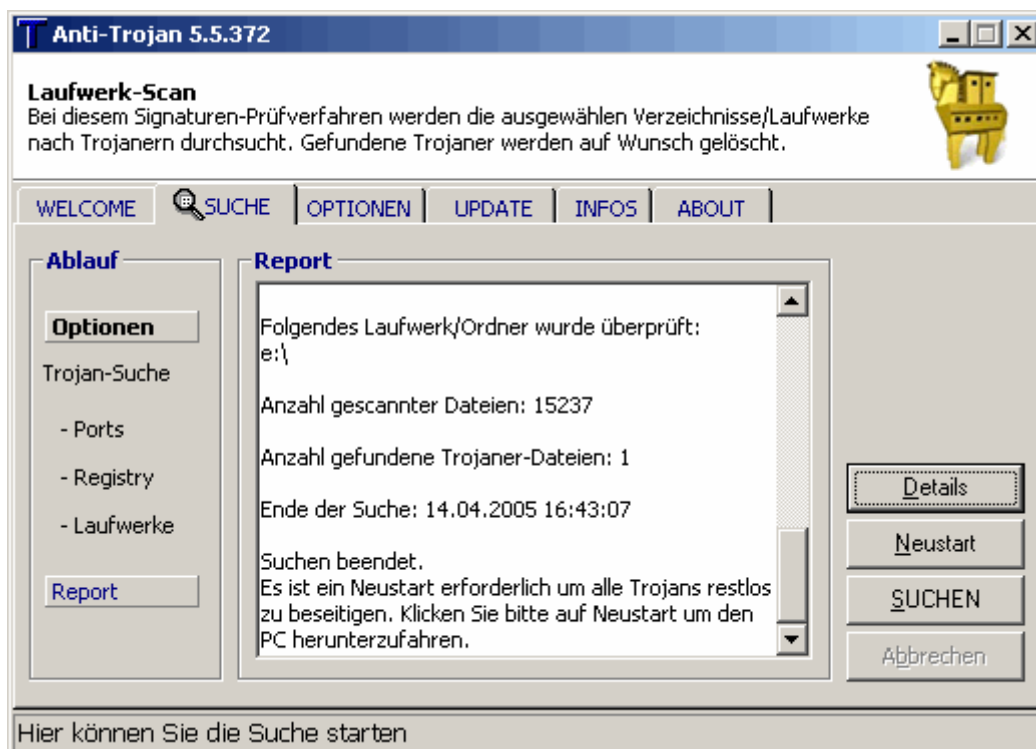 Anti-Trojan 5.5.372
Laufwerk-Scan
Bei diesem Signaturen-Prüfverfahren werden die ausgewählen Verzeichnisse/Laufwerke
nach Trojanern durchsucht. Gefundene Trojaner werden auf Wunsch gelöscht.
WELCOME
SUCHE
OPTIONEN
UPDATE
INFOS
ABOUT
Ablauf
Optionen
Trojan-Suche
- Ports
- Registry
- Laufwerke
Report
Report
Folgendes Laufwerk/Ordner wurde überprüft:
e:\
Anzahl gescannter Dateien: 15237
Anzahl gefundene Trojaner-Dateien: 1
Ende der Suche: 14.04.2005 16:43:07
Suchen beendet.
Es ist ein Neustart erforderlich um alle Trojans restlos
zu beseitigen. Klicken Sie bitte auf Neustart um den
PC herunterzufahren.
Details
Neustart
SUCHEN
Abbrechen
Hier können Sie die Suche starten